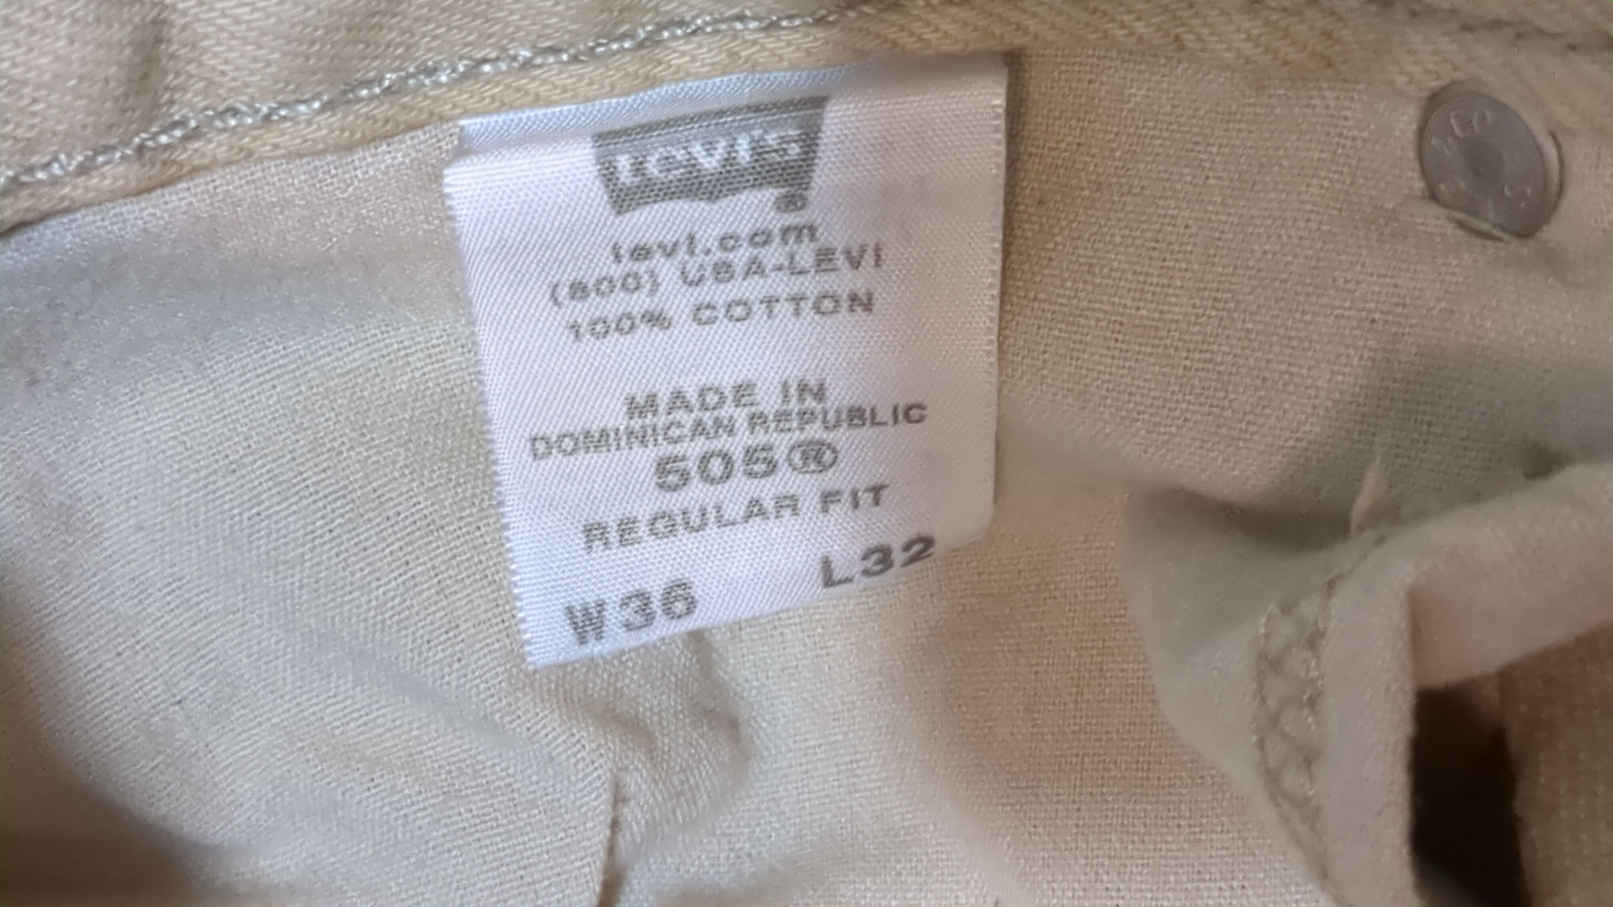 Levi's
®
levi.com
(800) USA-LEVI
100% COTTON
MADE IN
DOMINICAN REPUBLIC
505®
REGULAR FIT
W36 L32